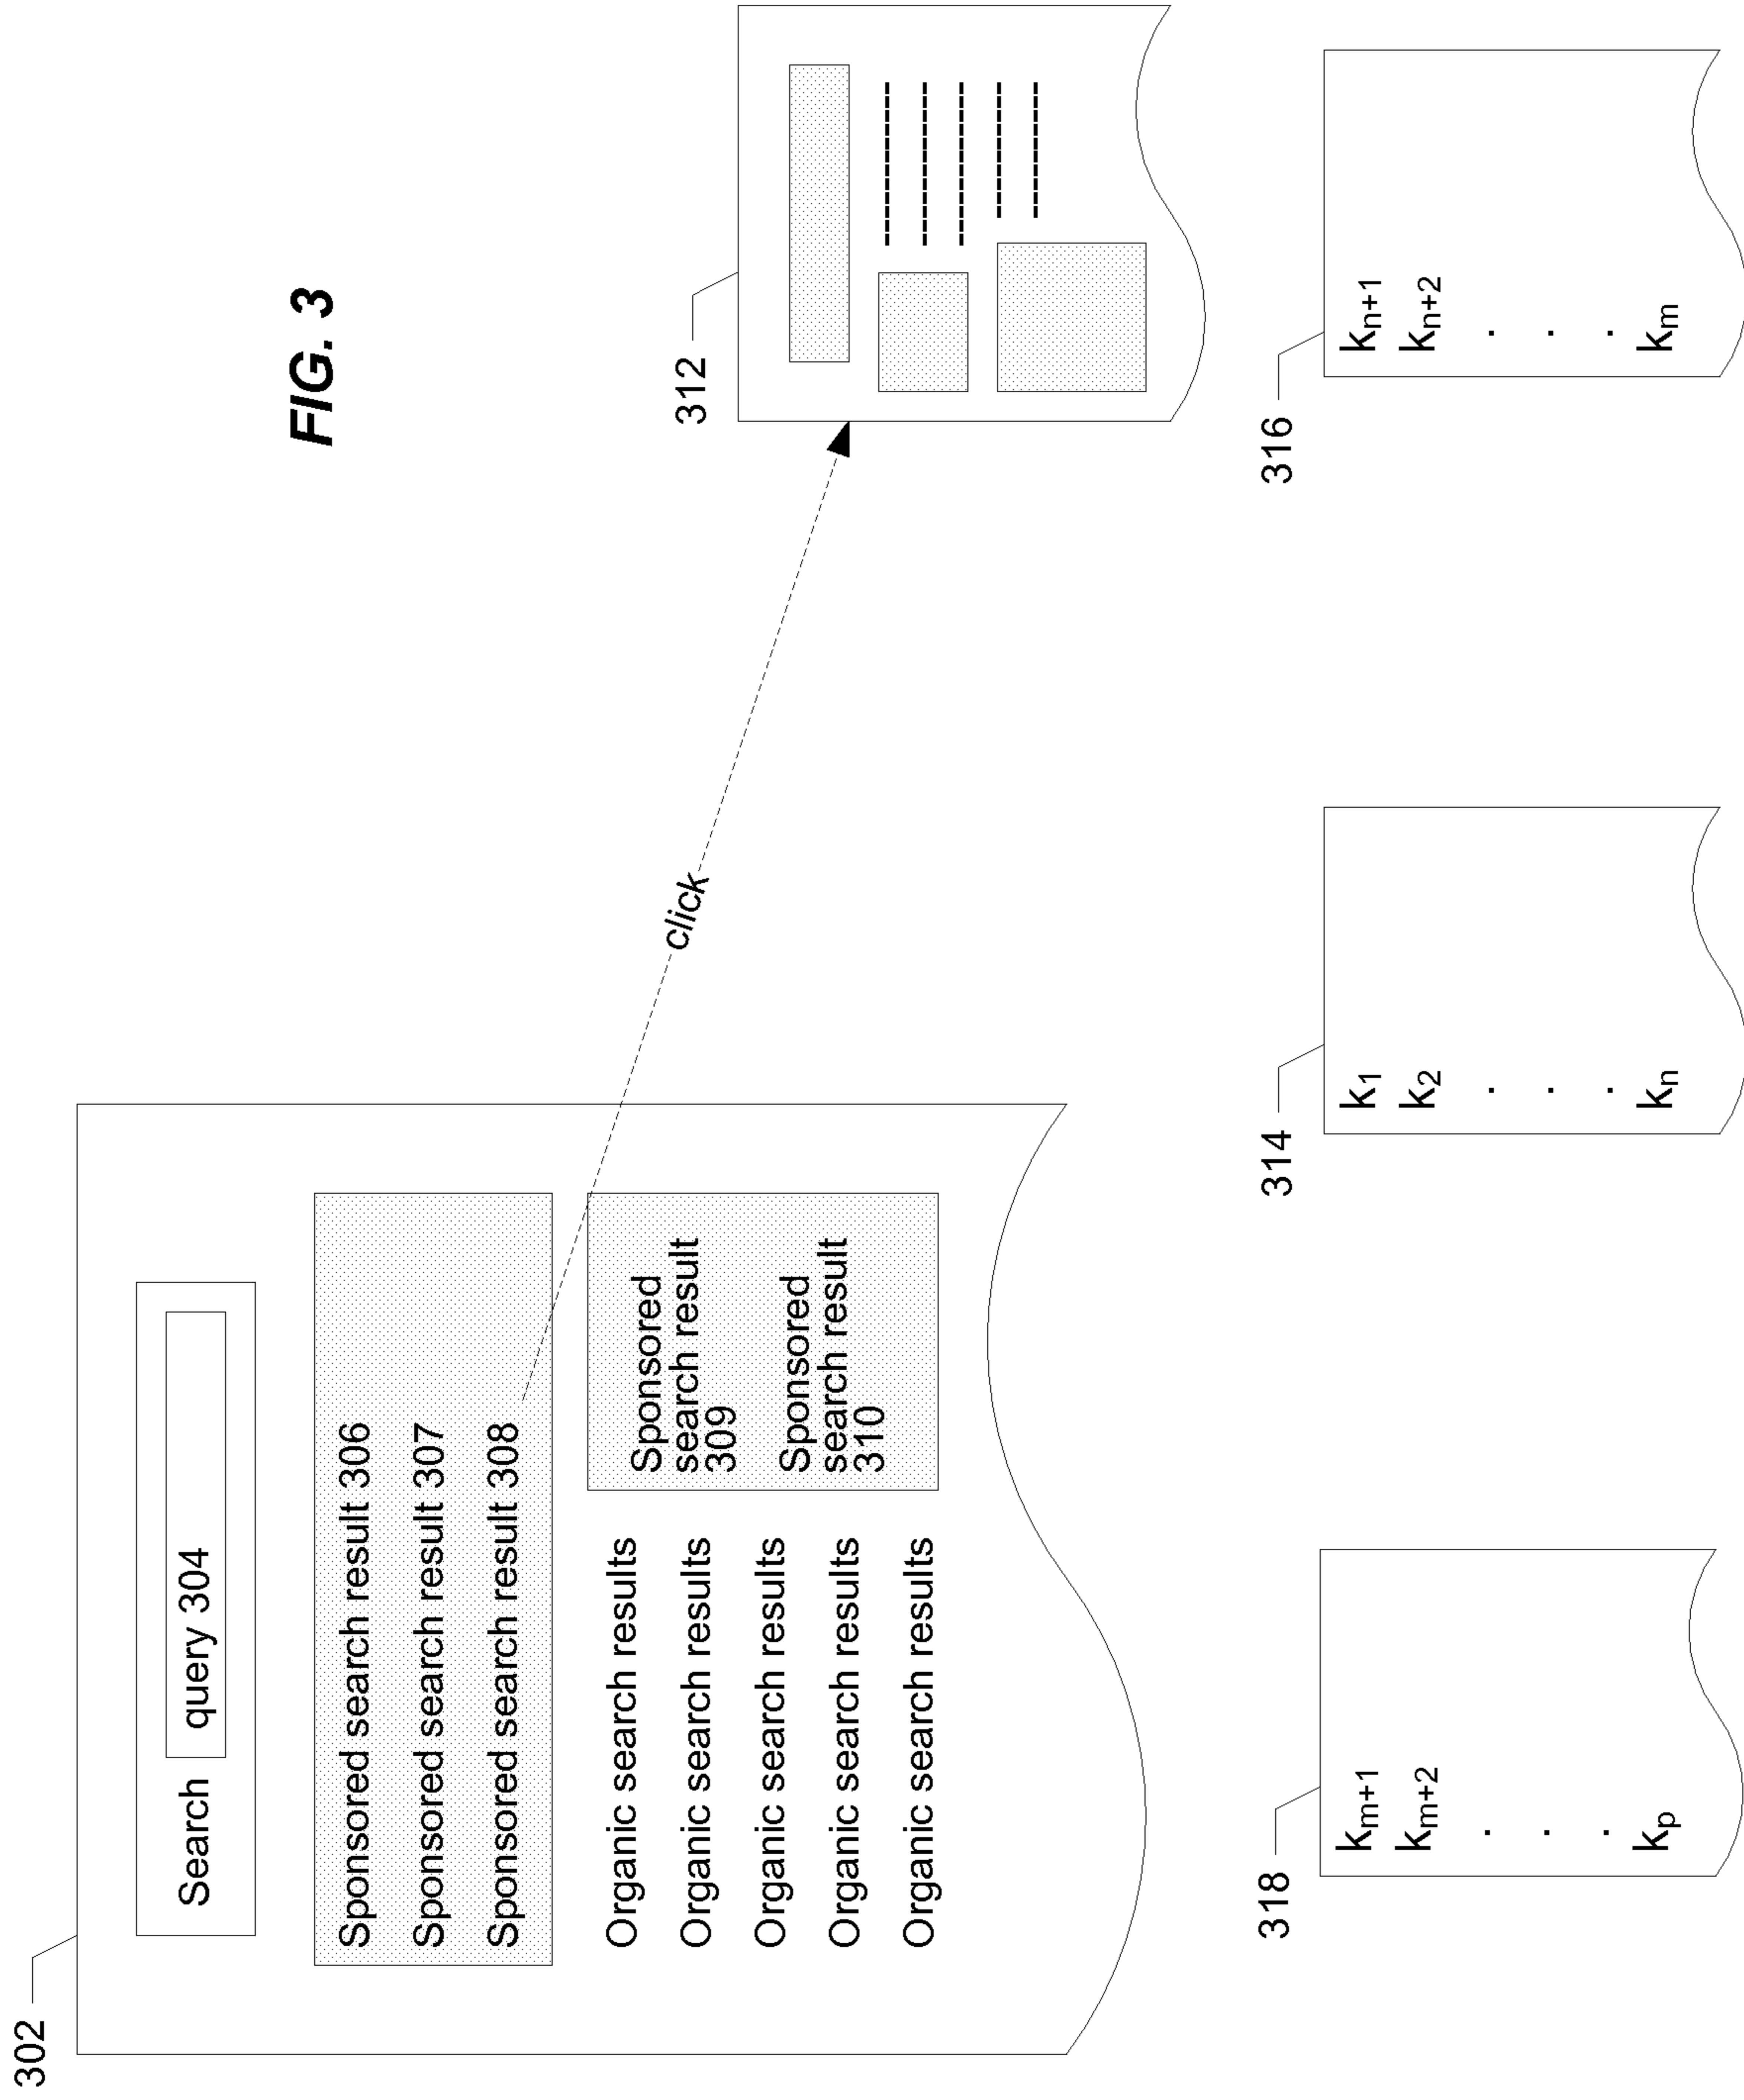 FIG. 3
302
Search query 304
Sponsored search result 306
Sponsored search result 307
Sponsored search result 308
Organic search results
Organic search results
Organic search results
Organic search results
Organic search results
Sponsored
search result
309
Sponsored
search result
310
click
312
318
kₘ₊₁
kₘ₊₂
.
.
.
kₚ
314
k₁
k₂
.
.
.
kₙ
316
kₙ₊₁
kₙ₊₂
.
.
.
kₘ